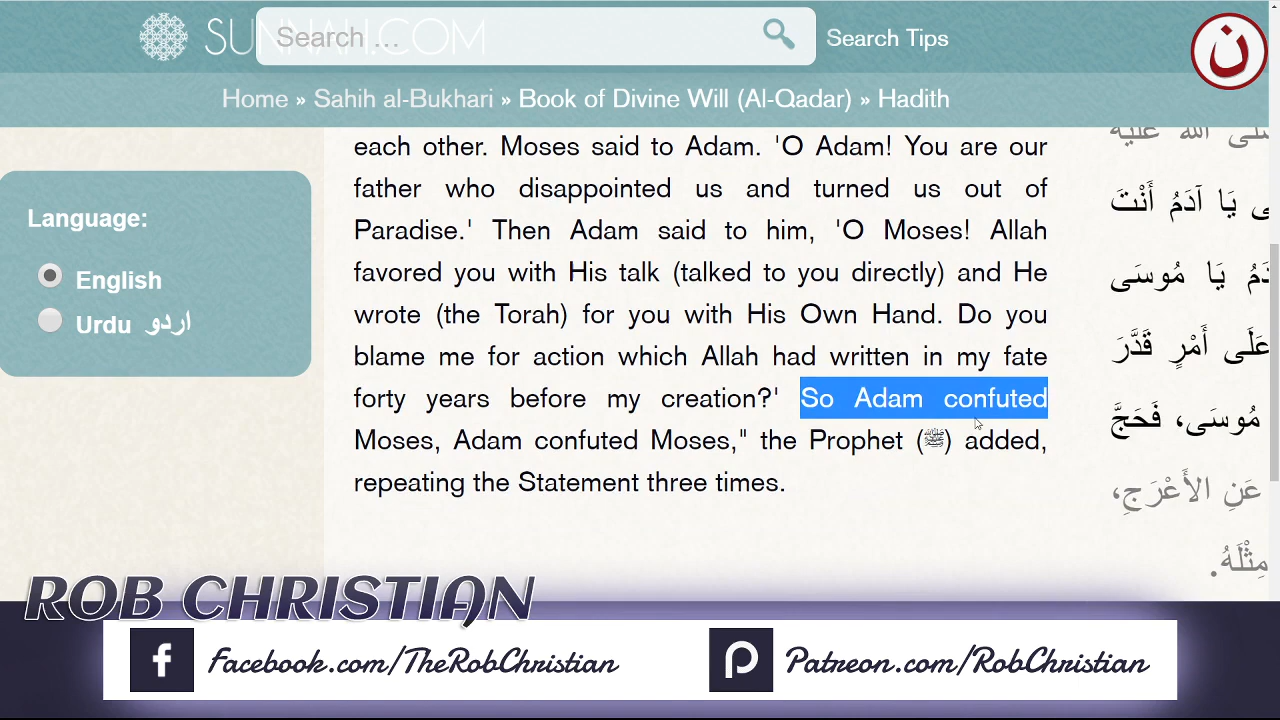 SUNNAH.COM
Search ...
Search Tips
ن
Home » Sahih al-Bukhari » Book of Divine Will (Al-Qadar) » Hadith
each other. Moses said to Adam. 'O Adam! You are our
father who disappointed us and turned us out of
Paradise.' Then Adam said to him, 'O Moses! Allah
favored you with His talk (talked to you directly) and He
wrote (the Torah) for you with His Own Hand. Do you
blame me for action which Allah had written in my fate
forty years before my creation?' So Adam confuted
Moses, Adam confuted Moses," the Prophet (ﷺ) added,
repeating the Statement three times.
Language:
English
Urdu اردو
صلى الله عليه
يَا آدَمُ أَنْتَ
يَا مُوسَى
عَلَى أَمْرٍ قَدَّرَ
مُوسَى، فَحَجَّ
عَنِ الأَعْرَجِ،
مِثْلَهُ.
ROB CHRISTIAN
f Facebook.com/TheRobChristian
Patreon.com/RobChristian